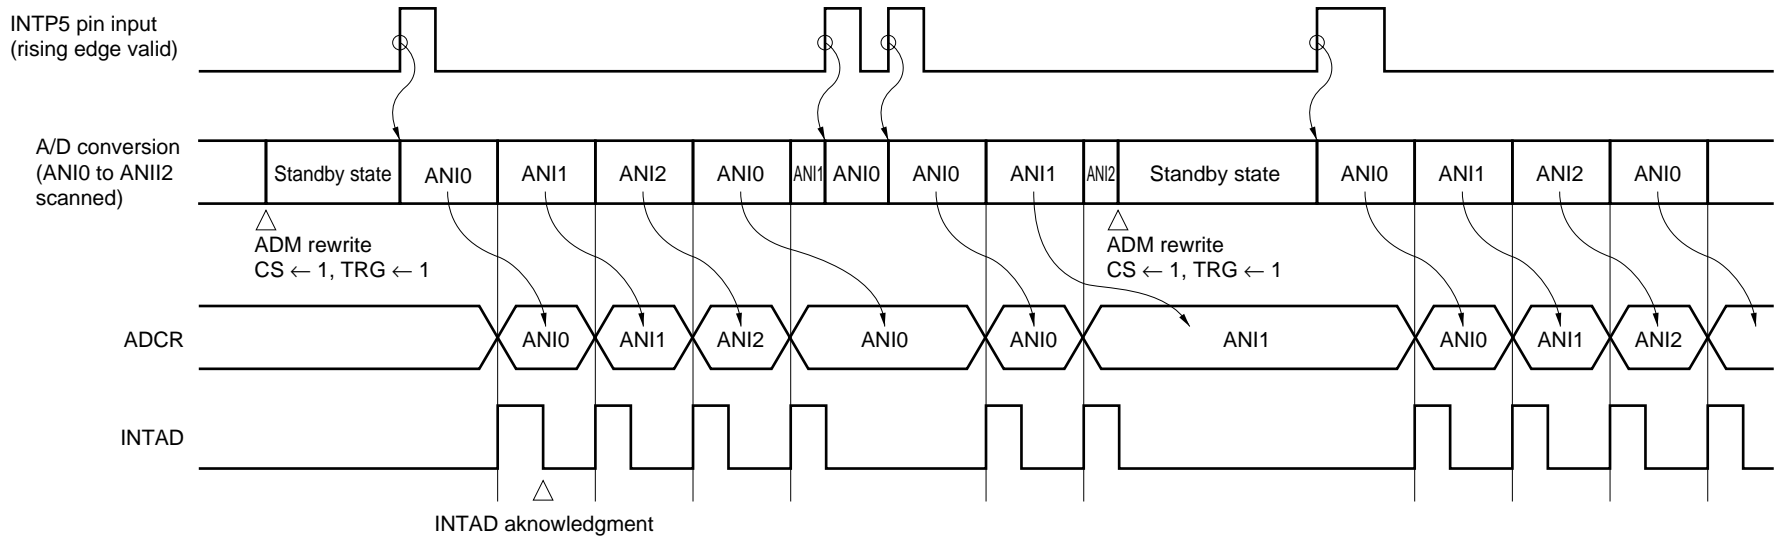 INTP5 pin input
(rising edge valid)
A/D conversion
(ANI0 to ANII2
scanned)
Standby state ANI0 ANI1 ANI2 ANI0 ANI1 ANI0 ANI0 ANI1 ANI2 Standby state ANI0 ANI1 ANI2 ANI0
ADM rewrite
CS ← 1, TRG ← 1
ADM rewrite
CS ← 1, TRG ← 1
ADCR
ANI0 ANI1 ANI2 ANI0 ANI0 ANI1 ANI0 ANI1 ANI2
INTAD
INTAD aknowledgment